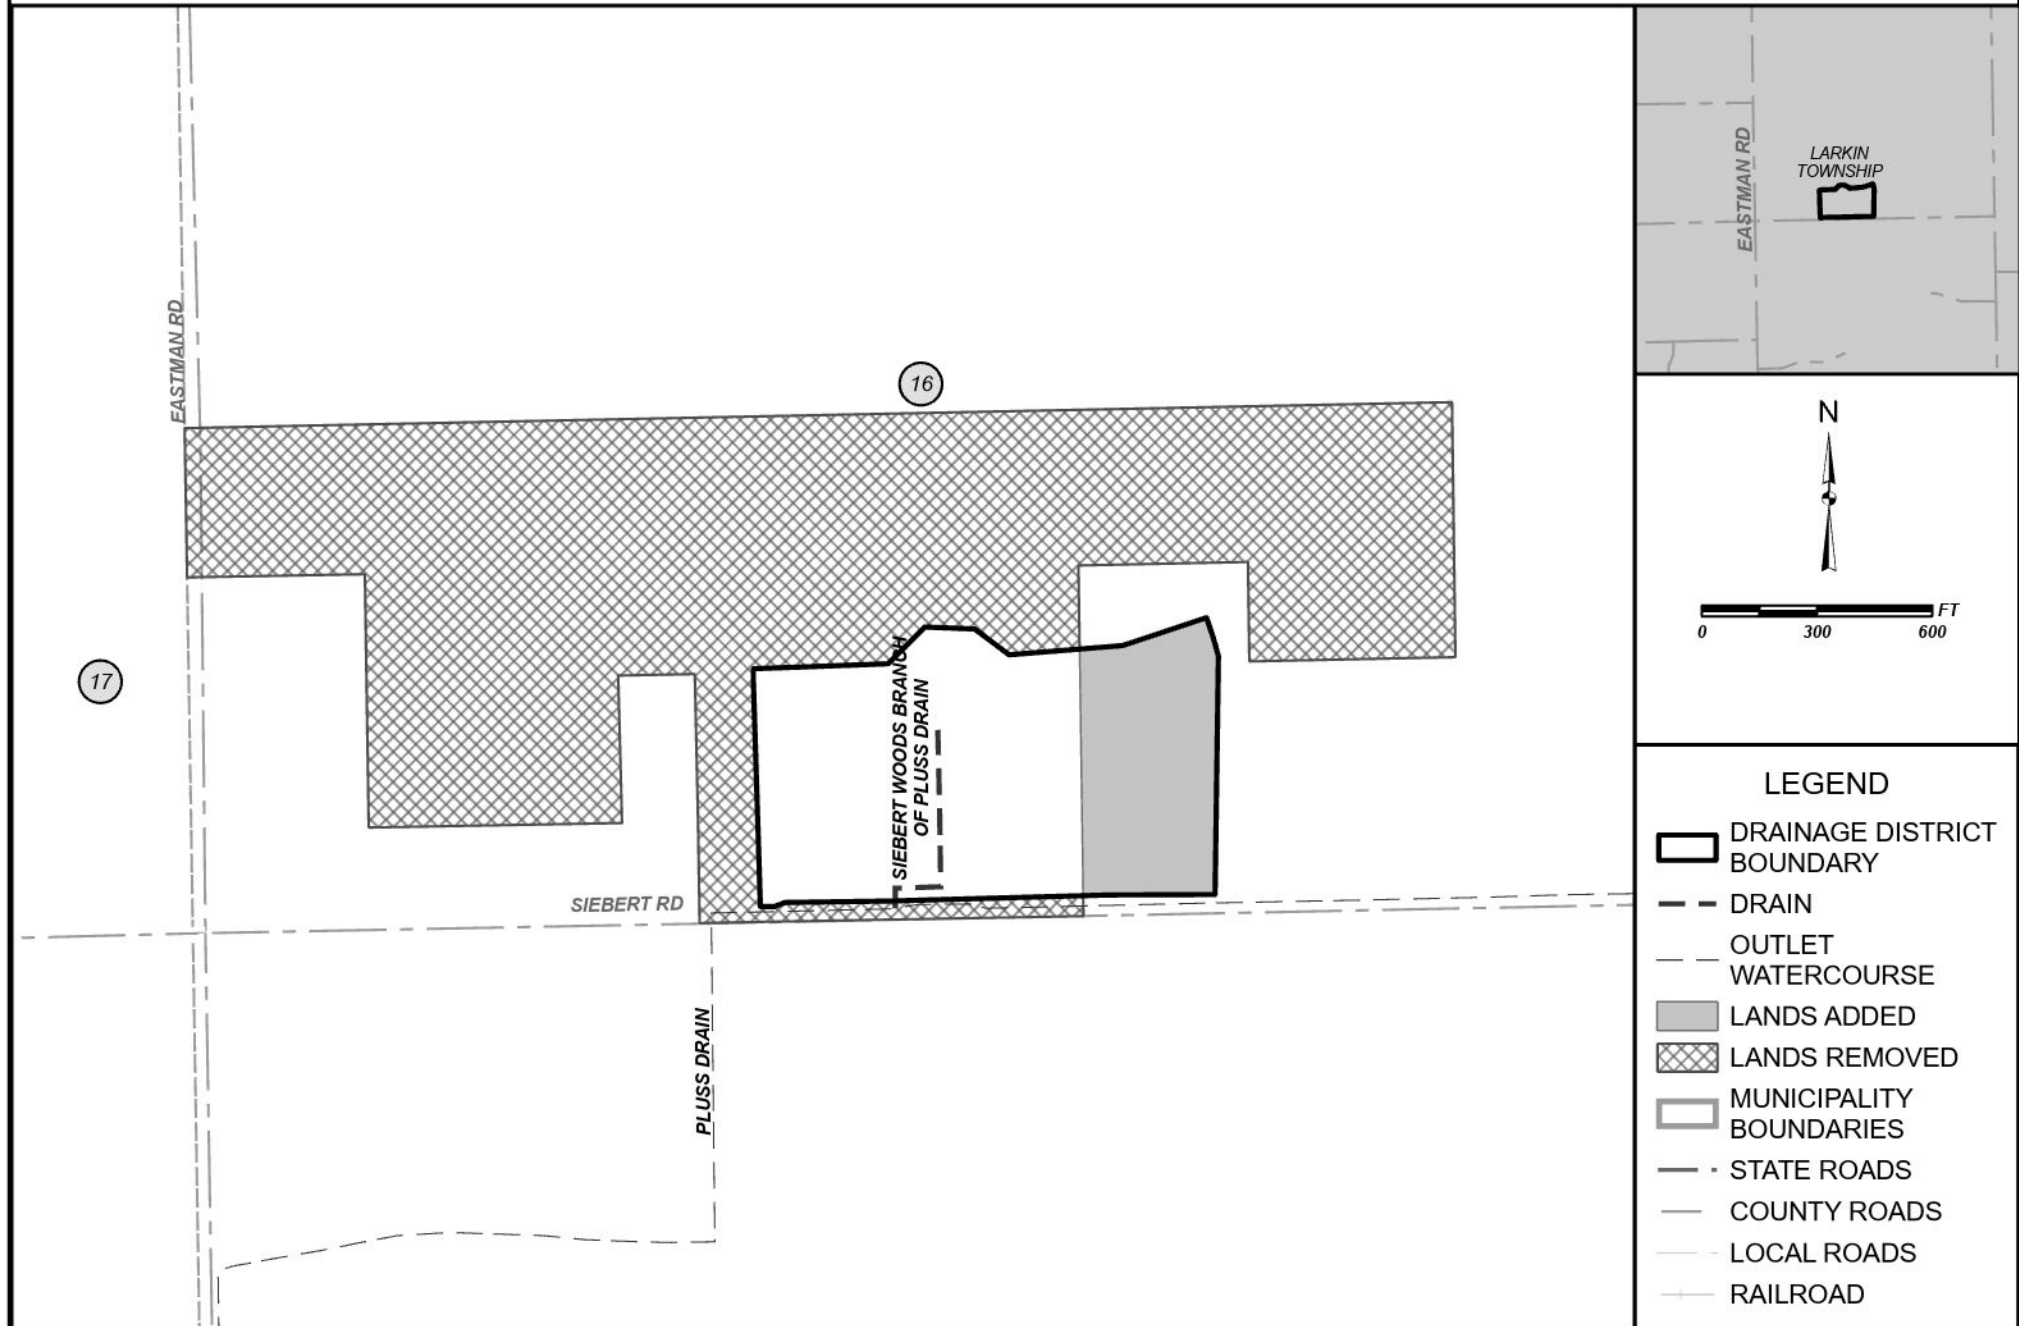 EASTMAN RD
16
17
SIEBERT WOODS BRANCH
OF PLUSS DRAIN
SIEBERT RD
PLUSS DRAIN
EASTMAN RD
LARKIN
TOWNSHIP
N
FT
0 300 600
LEGEND
DRAINAGE DISTRICT
BOUNDARY
DRAIN
OUTLET
WATERCOURSE
LANDS ADDED
LANDS REMOVED
MUNICIPALITY
BOUNDARIES
STATE ROADS
COUNTY ROADS
LOCAL ROADS
RAILROAD